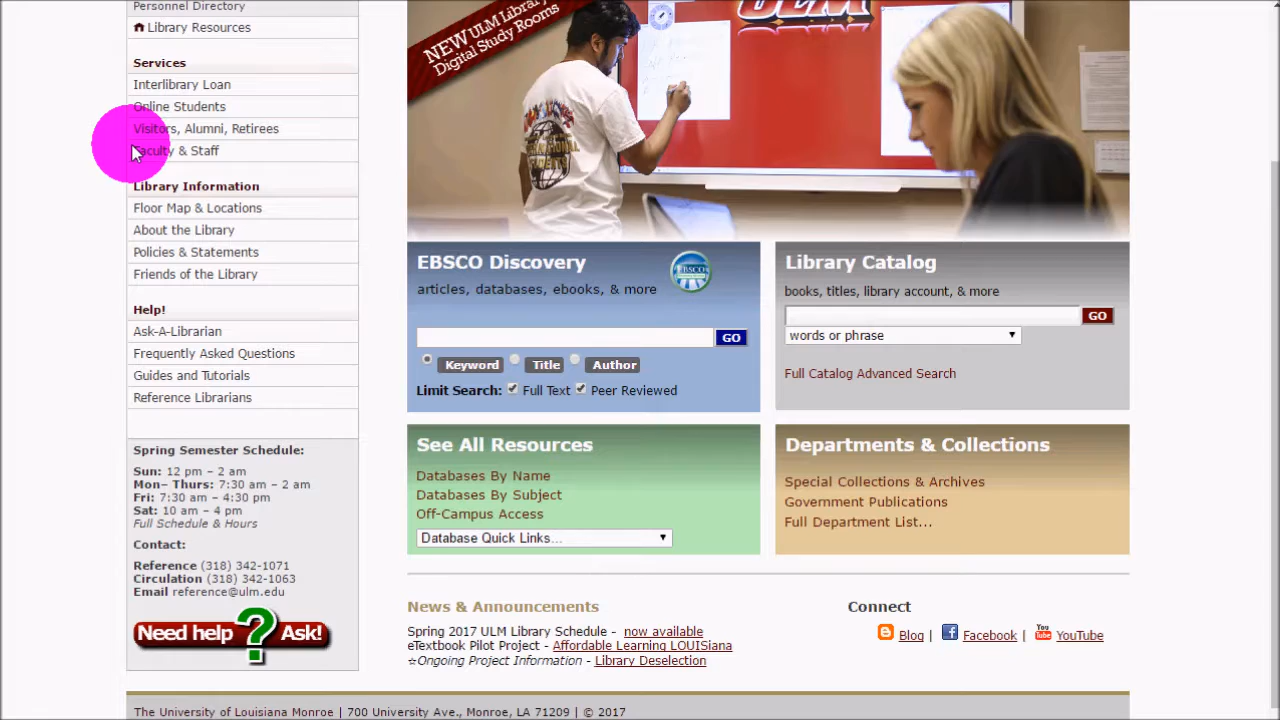 Personnel Directory
Library Resources
Services
Interlibrary Loan
Online Students
Visitors, Alumni, Retirees
Faculty & Staff
Library Information
Floor Map & Locations
About the Library
Policies & Statements
Friends of the Library
Help!
Ask-A-Librarian
Frequently Asked Questions
Guides and Tutorials
Reference Librarians
Spring Semester Schedule:
Sun: 12 pm – 2 am
Mon– Thurs: 7:30 am – 2 am
Fri: 7:30 am – 4:30 pm
Sat: 10 am – 4 pm
Full Schedule & Hours
Contact:
Reference (318) 342-1071
Circulation (318) 342-1063
Email reference@ulm.edu
Need help ? Ask!
NEW ULM Library
Digital Study Rooms
ULM
EBSCO Discovery
EBSCO
articles, databases, ebooks, & more
GO
Keyword Title Author
Limit Search: Full Text Peer Reviewed
Library Catalog
books, titles, library account, & more
GO
words or phrase
Full Catalog Advanced Search
See All Resources
Databases By Name
Databases By Subject
Off-Campus Access
Database Quick Links...
Departments & Collections
Special Collections & Archives
Government Publications
Full Department List...
News & Announcements
Spring 2017 ULM Library Schedule - now available
eTextbook Pilot Project - Affordable Learning LOUISiana
☆Ongoing Project Information - Library Deselection
Connect
Blog | Facebook | You Tube YouTube
The University of Louisiana Monroe | 700 University Ave., Monroe, LA 71209 | © 2017